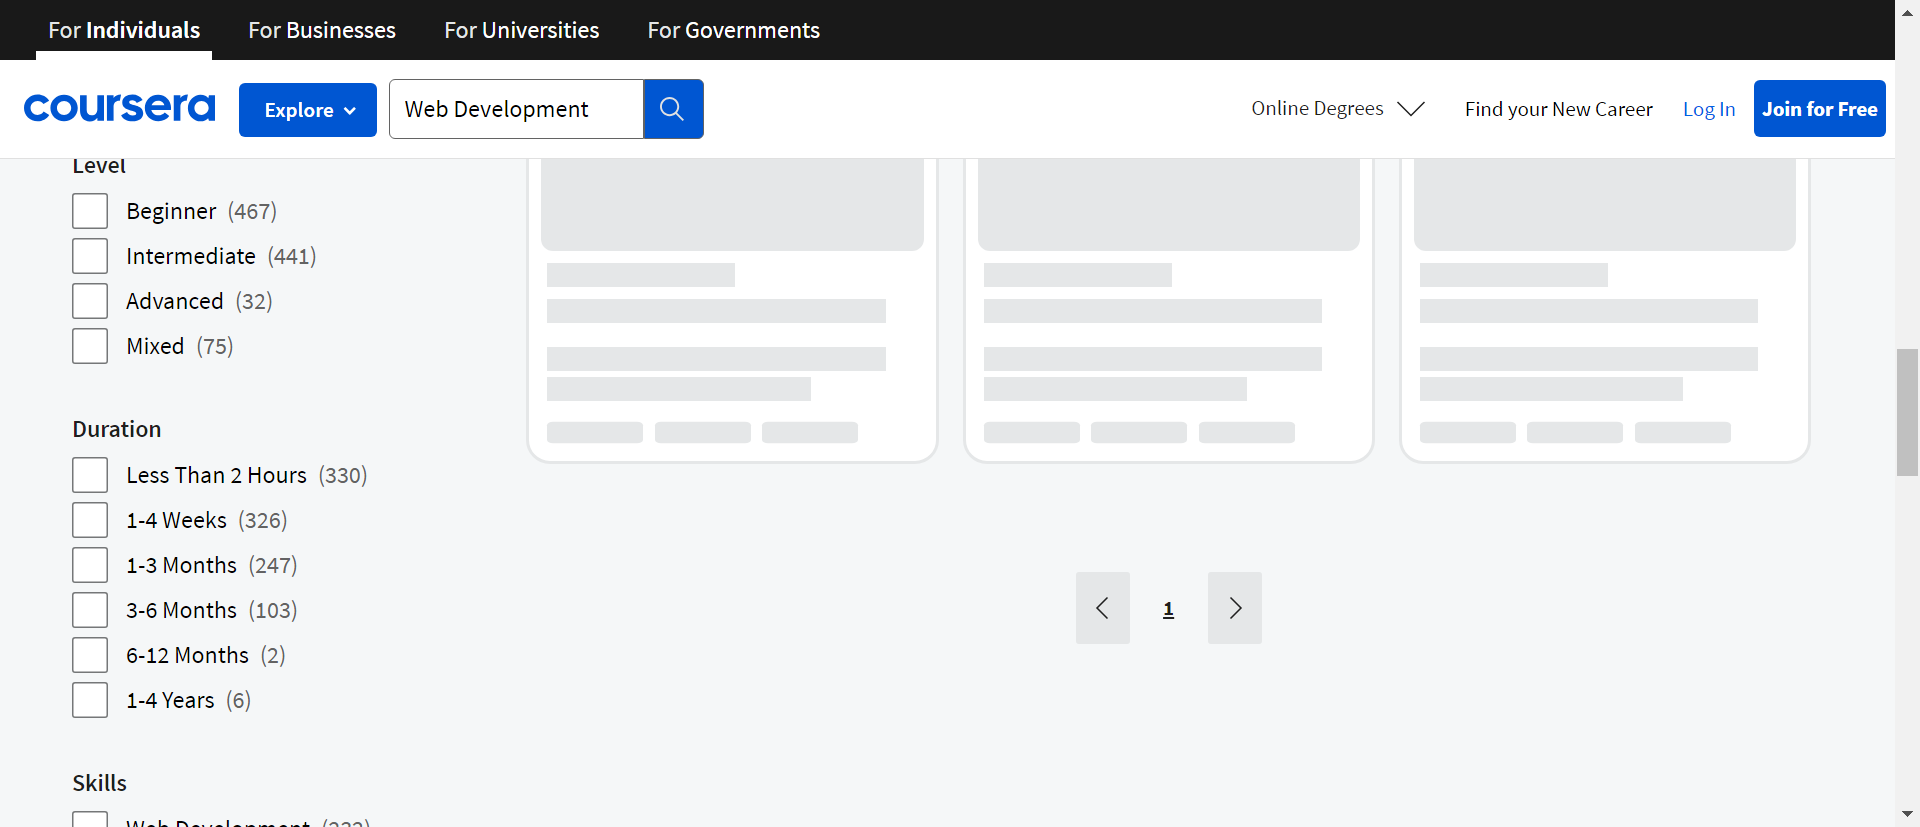 For Individuals For Businesses For Universities For Governments
coursera Explore Web Development Online Degrees Find your New Career Log In Join for Free
Level
Beginner (467)
Intermediate (441)
Advanced (32)
Mixed (75)
Duration
Less Than 2 Hours (330)
1-4 Weeks (326)
1-3 Months (247)
3-6 Months (103)
1
6-12 Months (2)
1-4 Years (6)
Skills
Web Development